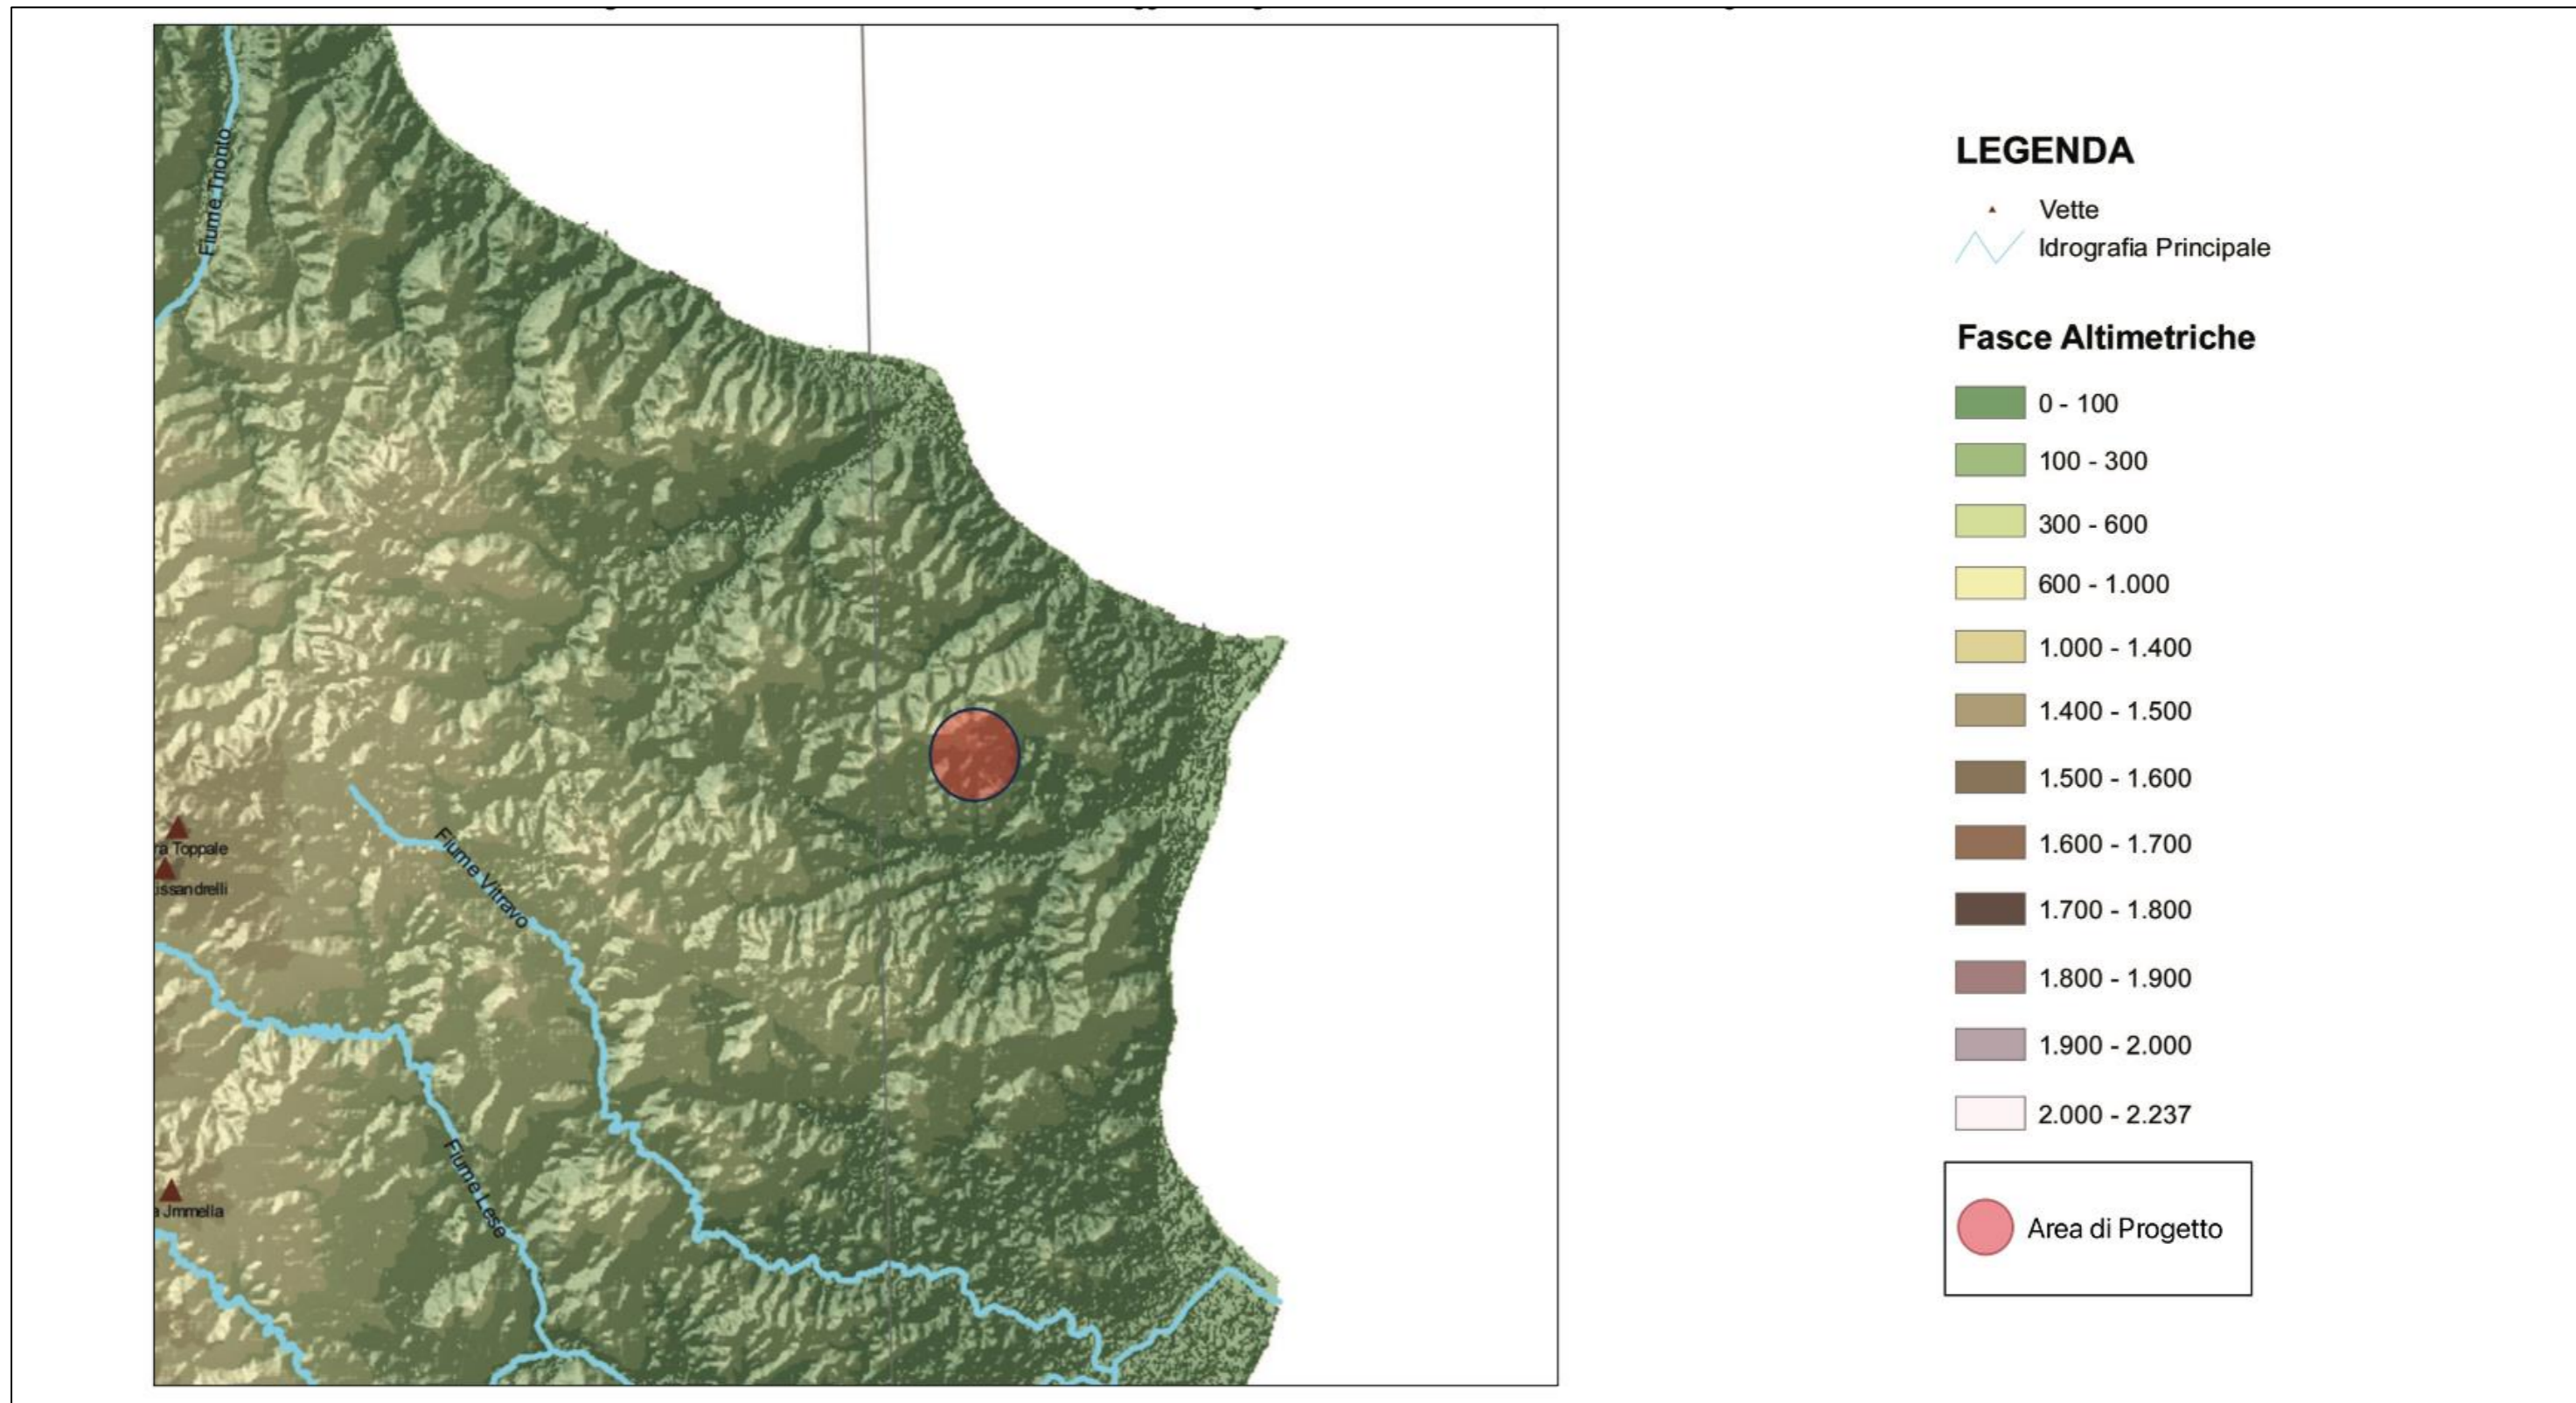 Fiume Trionto
ra Toppale
issandrelli
Fiume Vitravo
Fiume Lese
a Jmmella
LEGENDA
Vette
Idrografia Principale
Fasce Altimetriche
0 - 100
100 - 300
300 - 600
600 - 1.000
1.000 - 1.400
1.400 - 1.500
1.500 - 1.600
1.600 - 1.700
1.700 - 1.800
1.800 - 1.900
1.900 - 2.000
2.000 - 2.237
Area di Progetto